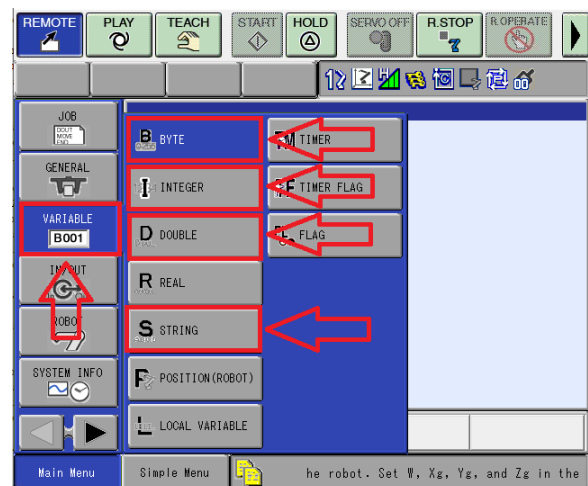 REMOTE PLAY TEACH START HOLD SERVO OFF R.STOP R.OPERATE
JOB
DOUT
MOVE
END
GENERAL
VARIABLE
B001
IN/OUT
ROBOT
SYSTEM INFO
B BYTE
I INTEGER
D DOUBLE
R REAL
S STRING
POSITION(ROBOT)
L LOCAL VARIABLE
TIMER
TIMER FLAG
FLAG
Main Menu Simple Menu he robot. Set W, Xg, Yg, and Zg in the